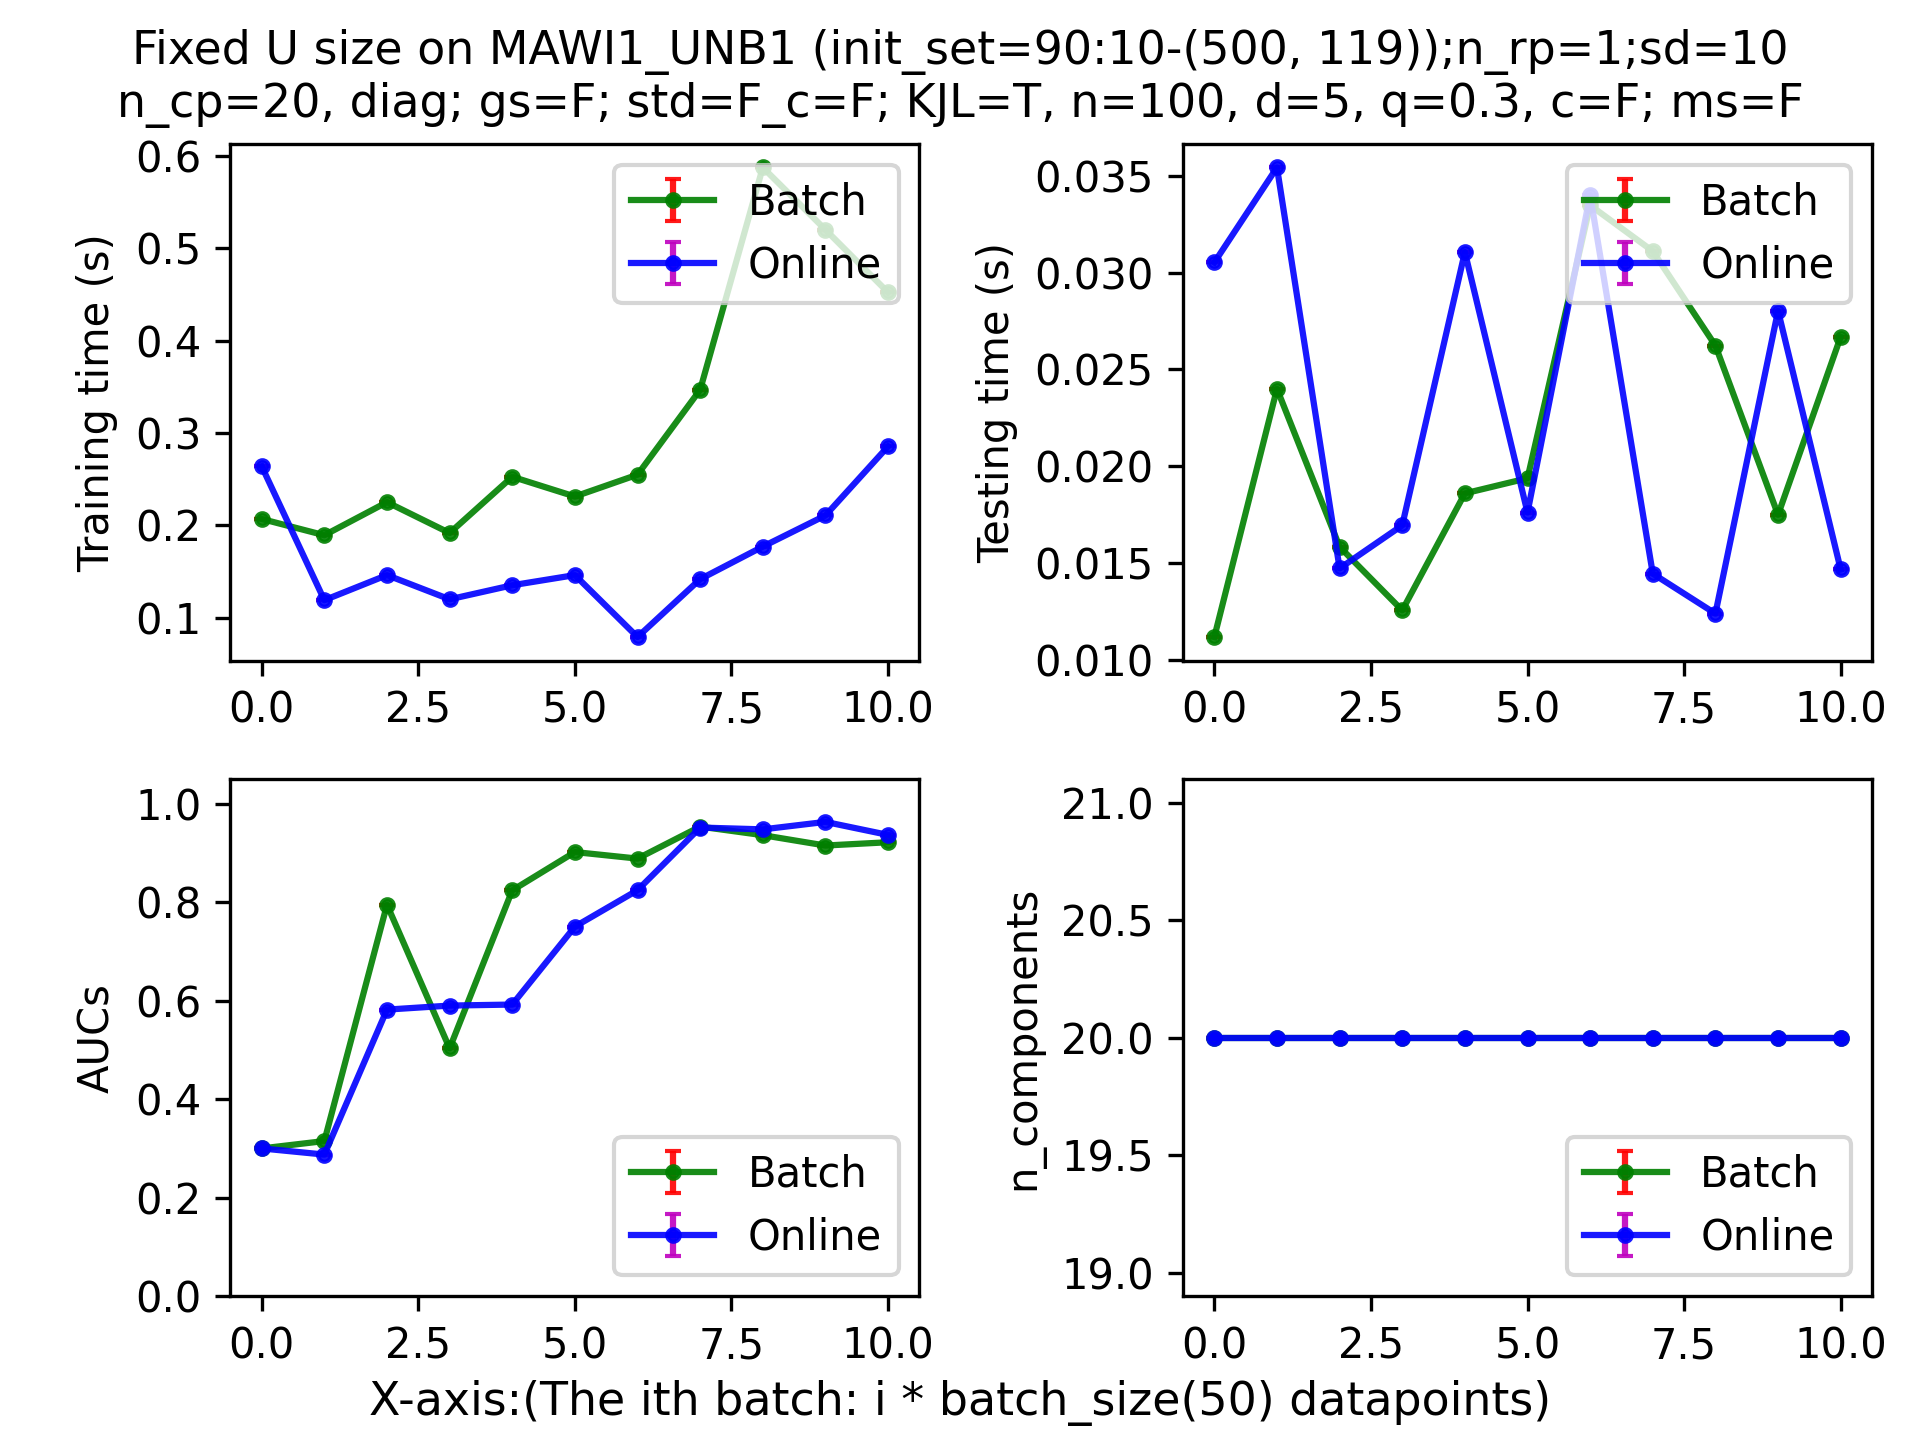 Fixed U size on MAWI1_UNB1 (init_set=90:10-(500, 119));n_rp=1;sd=10
n_cp=20, diag; gs=F; std=F_c=F; KJL=T, n=100, d=5, q=0.3, c=F; ms=F
Training time (s)
0.6
0.5
0.4
0.3
0.2
0.1
0.0 2.5 5.0 7.5 10.0
Batch
Online
Testing time (s)
0.035
0.030
0.025
0.020
0.015
0.010
0.0 2.5 5.0 7.5 10.0
Batch
Online
AUCs
1.0
0.8
0.6
0.4
0.2
0.0
0.0 2.5 5.0 7.5 10.0
Batch
Online
n_components
21.0
20.5
20.0
19.5
19.0
0.0 2.5 5.0 7.5 10.0
Batch
Online
X-axis:(The ith batch: i * batch_size(50) datapoints)